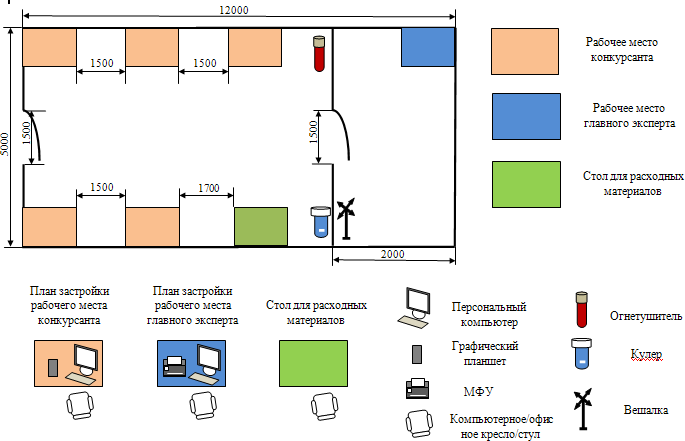 12000
Рабочее место
конкурсанта
1500
1500
5000
1500
1500
Рабочее место
главного эксперта
Стол для расходных
материалов
1500
1700
2000
План застройки
рабочего места
конкурсанта
План застройки
рабочего места
главного эксперта
Стол для расходных
материалов
Персональный
компьютер
Огнетушитель
Графический
планшет
Кулер
МФУ
Вешалка
Компьютерное/офис
ное кресло/стул